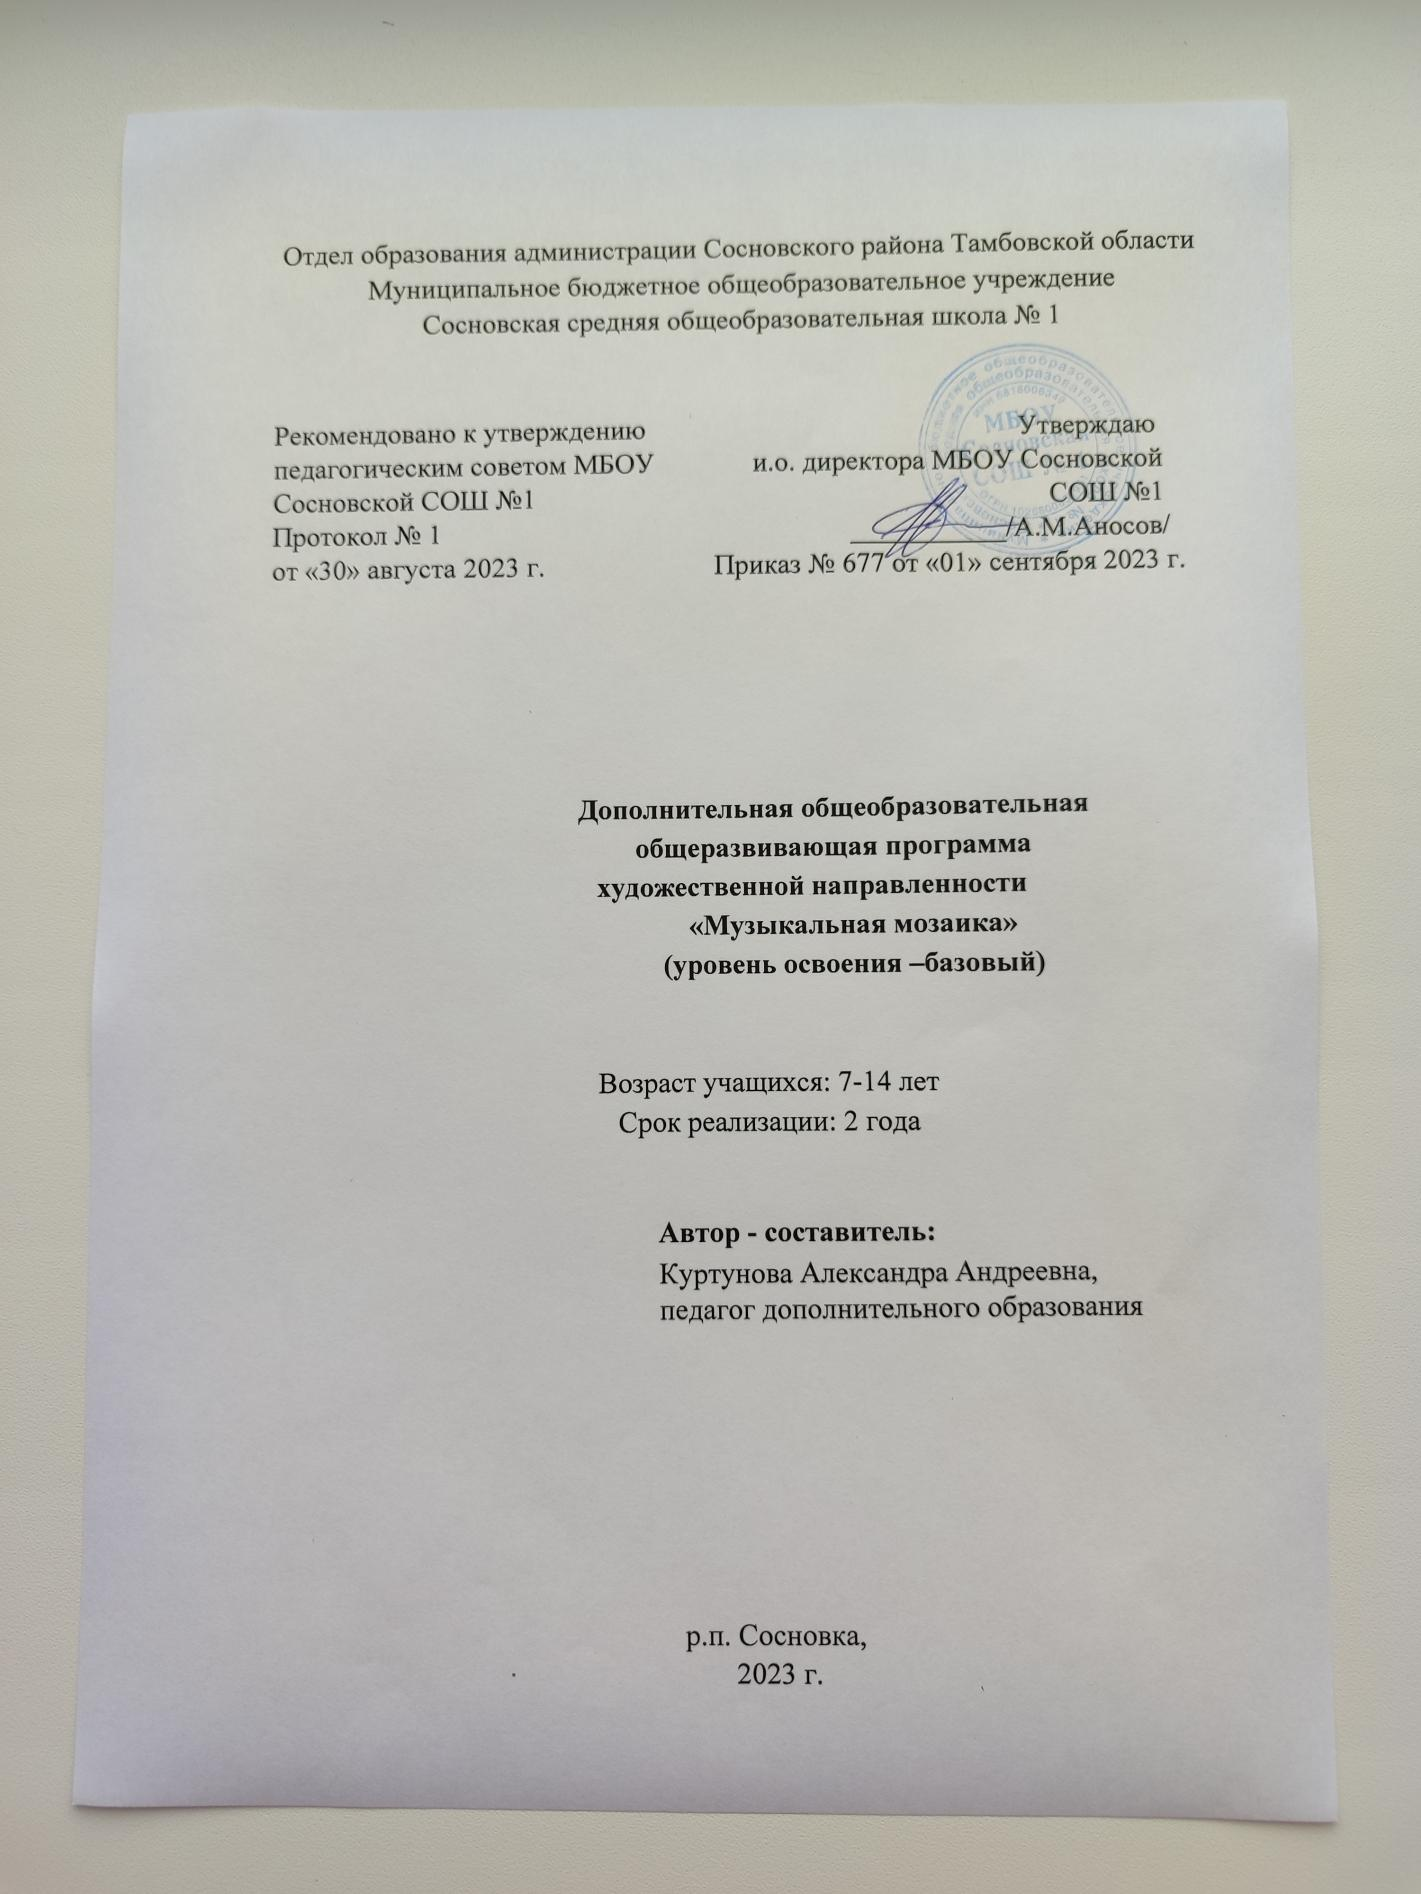 Отдел образования администрации Сосновского района Тамбовской области
Муниципальное бюджетное общеобразовательное учреждение
Сосновская средняя общеобразовательная школа № 1
Рекомендовано к утверждению
педагогическим советом МБОУ
Сосновской СОШ №1
Протокол № 1
от «30» августа 2023 г.
Утверждаю
и.о. директора МБОУ Сосновской
СОШ №1
/А.М.Аносов/
Приказ № 677 от «01» сентября 2023 г.
МБОУ
Сосновская
СОШ
Дополнительная общеобразовательная
общеразвивающая программа
художественной направленности
«Музыкальная мозаика»
(уровень освоения –базовый)
Возраст учащихся: 7-14 лет
Срок реализации: 2 года
Автор - составитель:
Куртунова Александра Андреевна,
педагог дополнительного образования
р.п. Сосновка,
2023 г.